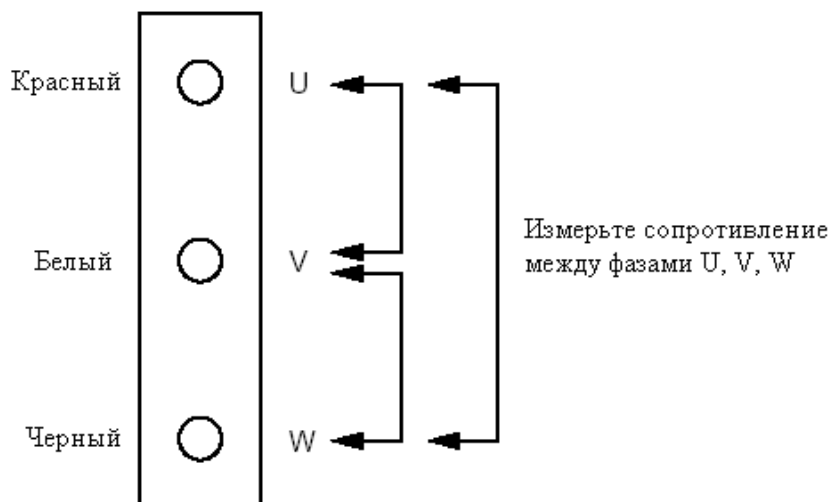 Красный U
Белый V
Черный W
Измерьте сопротивление
между фазами U, V, W